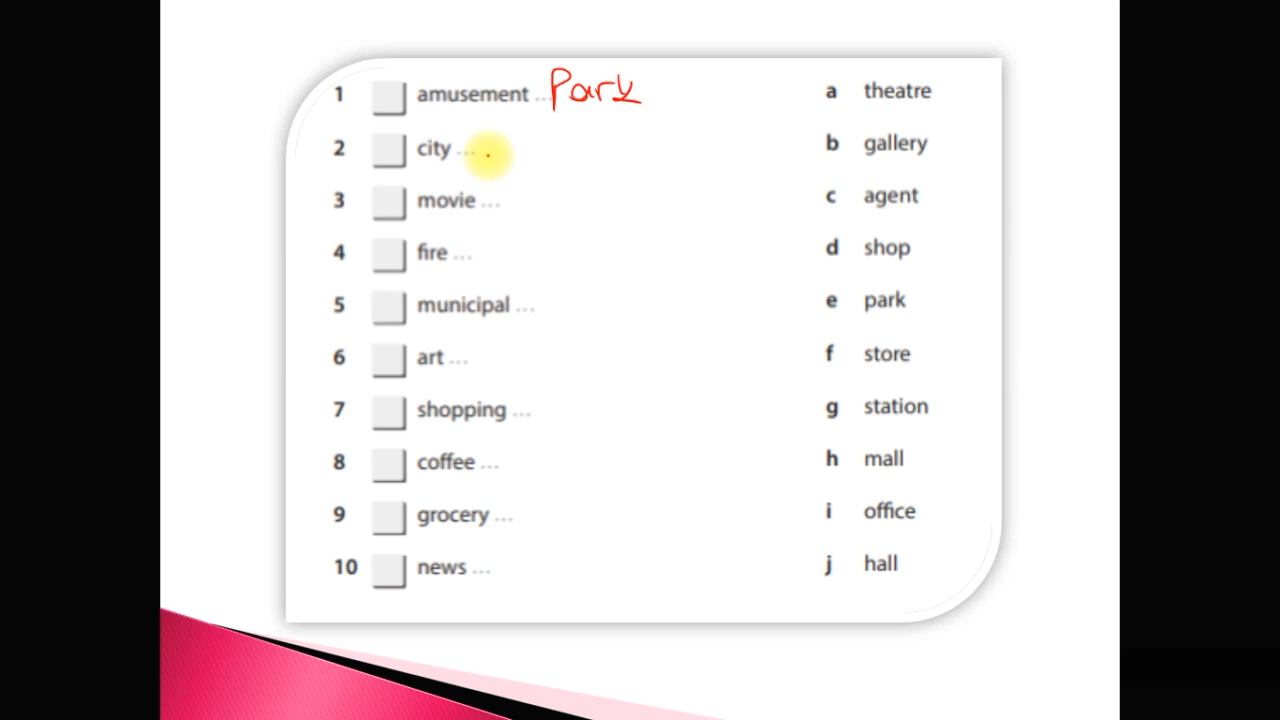 1 amusement ... Park a theatre
2 city ... b gallery
3 movie ... c agent
4 fire ... d shop
5 municipal ... e park
6 art ... f store
7 shopping ... g station
8 coffee ... h mall
9 grocery ... i office
10 news ... j hall